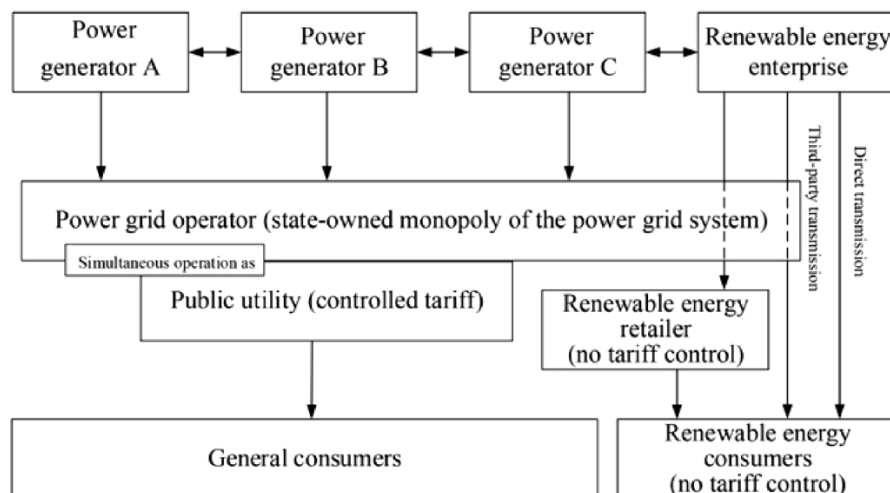 Power
generator A
Power
generator B
Power
generator C
Renewable energy
enterprise
Third-party transmission
Direct transmission
Power grid operator (state-owned monopoly of the power grid system)
Simultaneous operation as
Public utility (controlled tariff)
Renewable energy
retailer
(no tariff control)
General consumers
Renewable energy
consumers
(no tariff control)